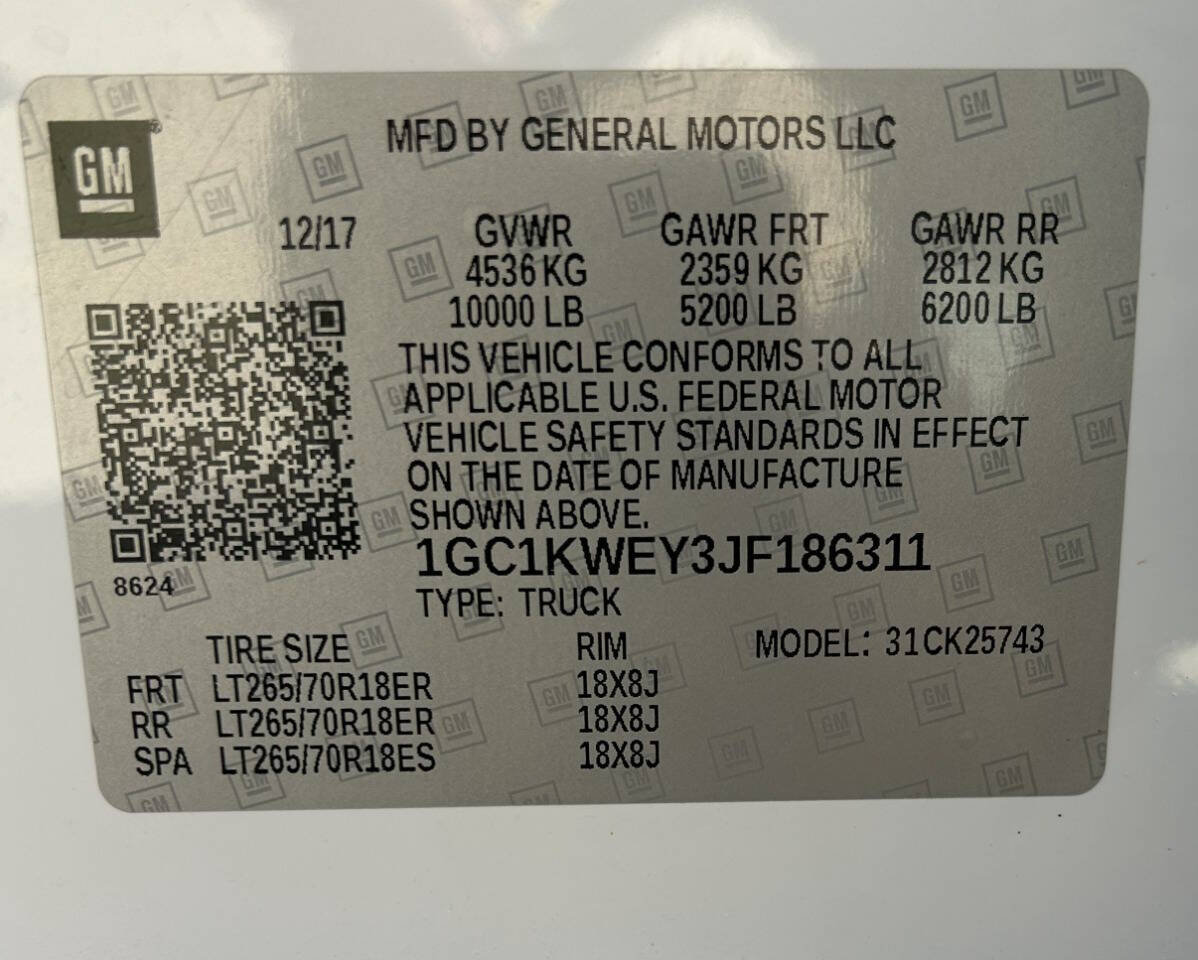 GM®
MFD BY GENERAL MOTORS LLC
12/17 GVWR GAWR FRT GAWR RR
4536 KG 2359 KG 2812 KG
10000 LB 5200 LB 6200 LB
THIS VEHICLE CONFORMS TO ALL
APPLICABLE U.S. FEDERAL MOTOR
VEHICLE SAFETY STANDARDS IN EFFECT
ON THE DATE OF MANUFACTURE
SHOWN ABOVE.
1GC1KWEY3JF186311
8624
TYPE: TRUCK
TIRE SIZE RIM MODEL: 31CK25743
FRT LT265/70R18ER 18X8J
RR LT265/70R18ER 18X8J
SPA LT265/70R18ES 18X8J